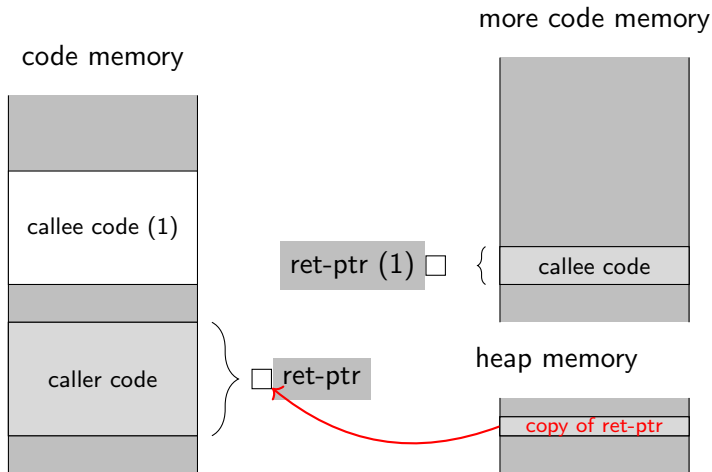 more code memory
code memory
callee code (1)
ret-ptr (1)
callee code
heap memory
caller code
ret-ptr
copy of ret-ptr